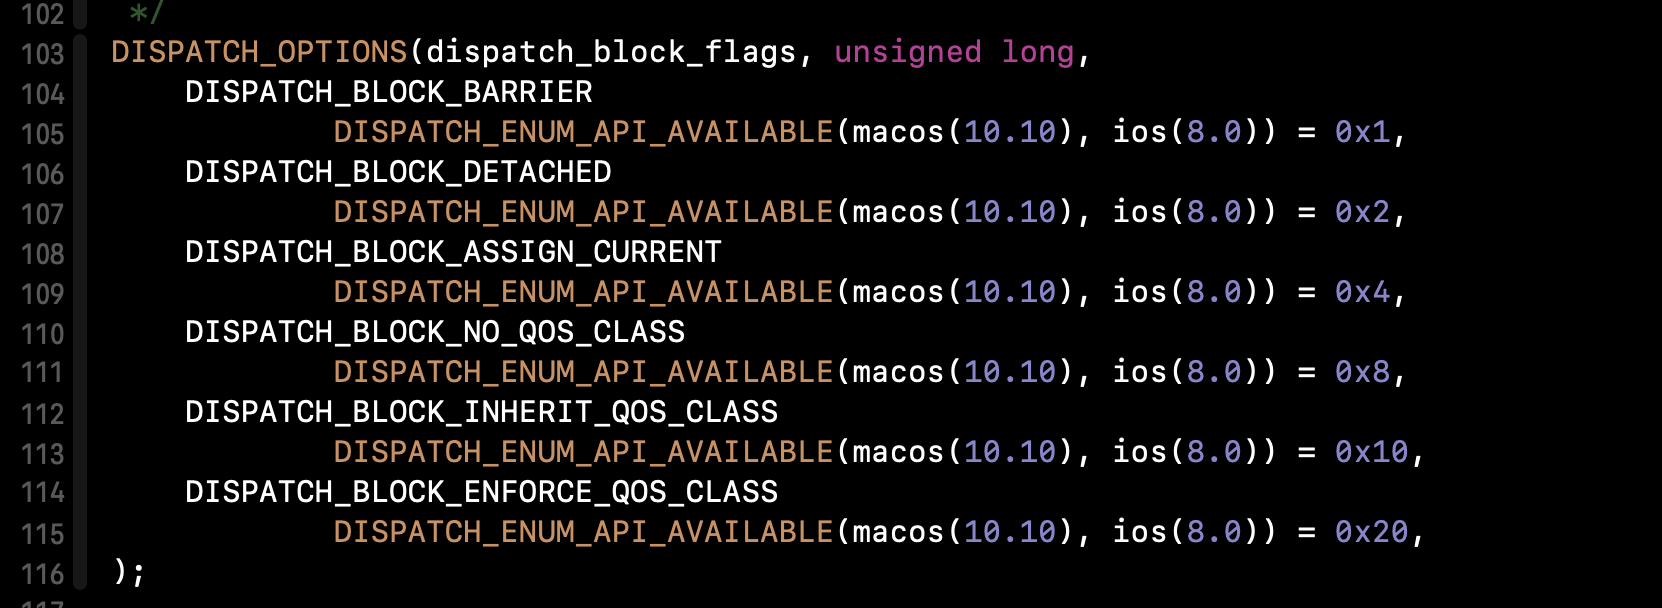 102  */
103 DISPATCH_OPTIONS(dispatch_block_flags, unsigned long,
104     DISPATCH_BLOCK_BARRIER
105             DISPATCH_ENUM_API_AVAILABLE(macos(10.10), ios(8.0)) = 0x1,
106     DISPATCH_BLOCK_DETACHED
107             DISPATCH_ENUM_API_AVAILABLE(macos(10.10), ios(8.0)) = 0x2,
108     DISPATCH_BLOCK_ASSIGN_CURRENT
109             DISPATCH_ENUM_API_AVAILABLE(macos(10.10), ios(8.0)) = 0x4,
110     DISPATCH_BLOCK_NO_QOS_CLASS
111             DISPATCH_ENUM_API_AVAILABLE(macos(10.10), ios(8.0)) = 0x8,
112     DISPATCH_BLOCK_INHERIT_QOS_CLASS
113             DISPATCH_ENUM_API_AVAILABLE(macos(10.10), ios(8.0)) = 0x10,
114     DISPATCH_BLOCK_ENFORCE_QOS_CLASS
115             DISPATCH_ENUM_API_AVAILABLE(macos(10.10), ios(8.0)) = 0x20,
116 );
117